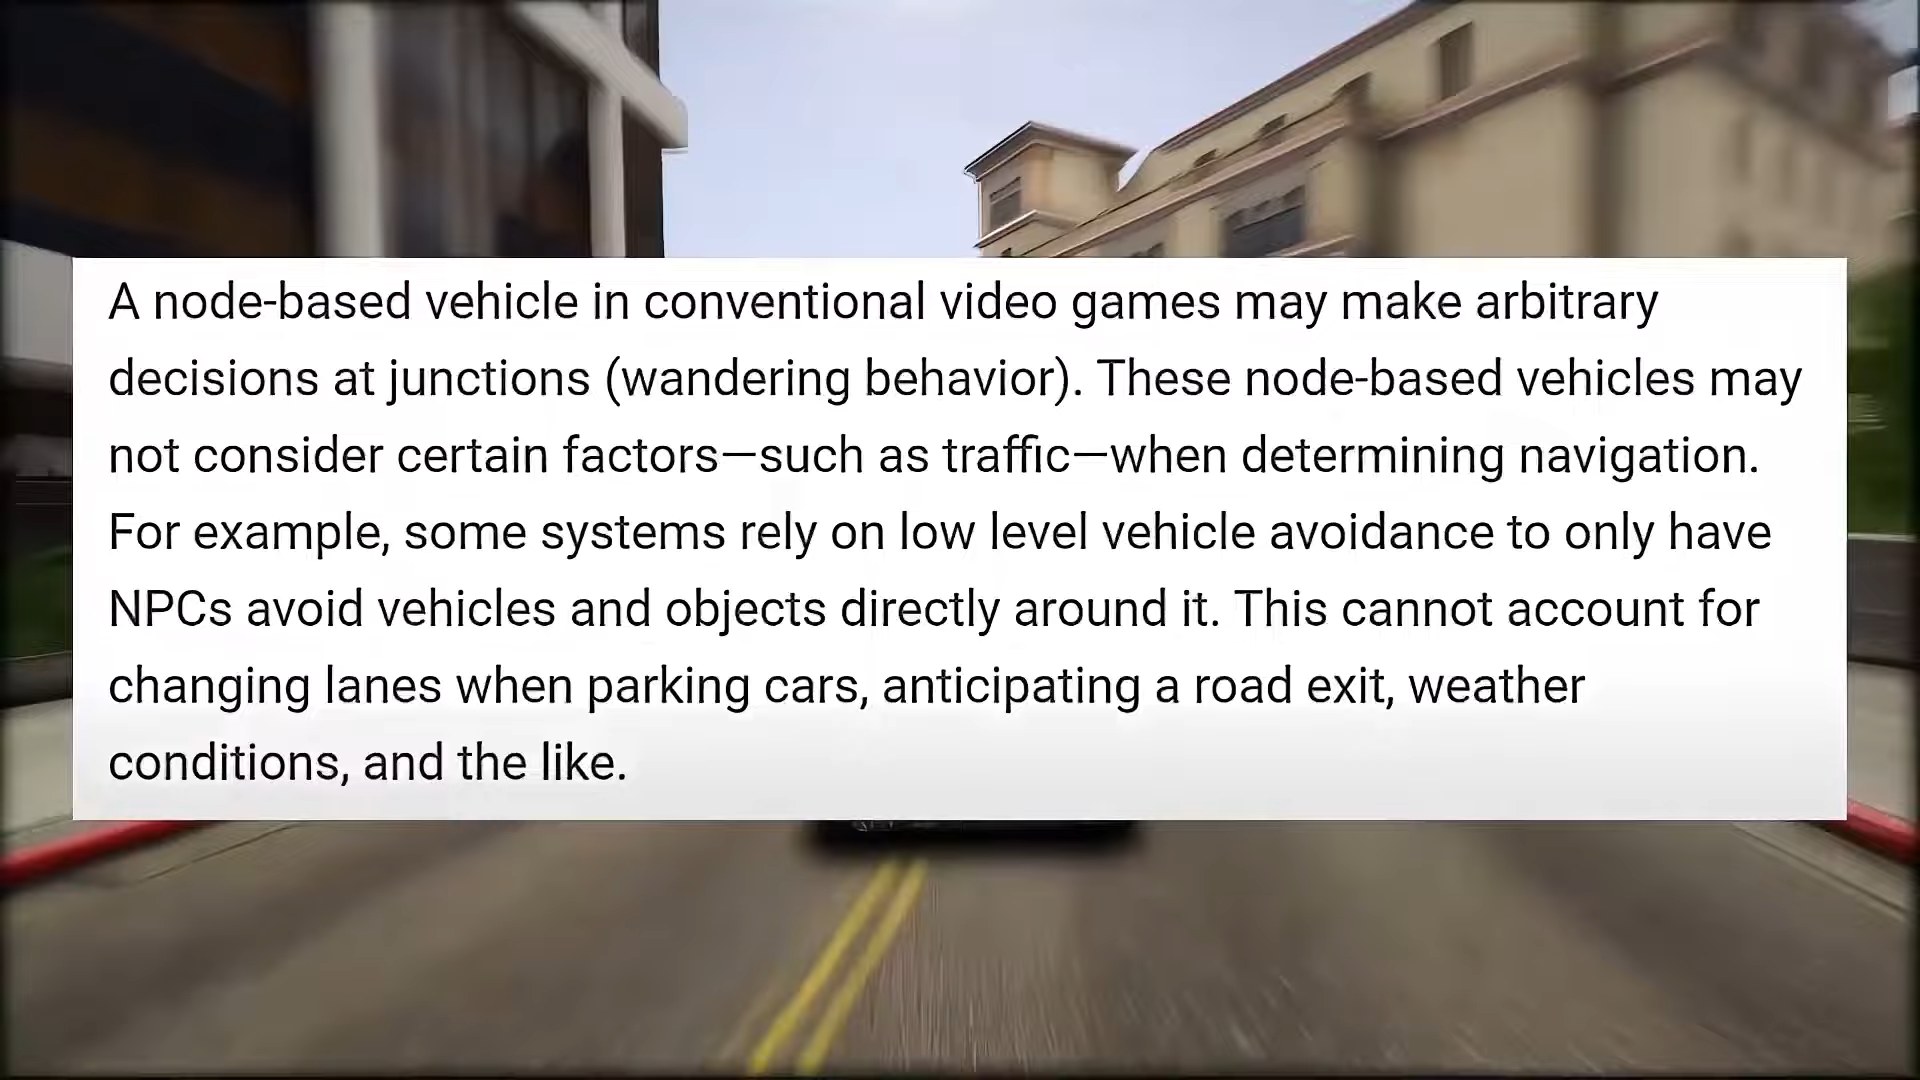 A node-based vehicle in conventional video games may make arbitrary
decisions at junctions (wandering behavior). These node-based vehicles may
not consider certain factors—such as traffic—when determining navigation.
For example, some systems rely on low level vehicle avoidance to only have
NPCs avoid vehicles and objects directly around it. This cannot account for
changing lanes when parking cars, anticipating a road exit, weather
conditions, and the like.